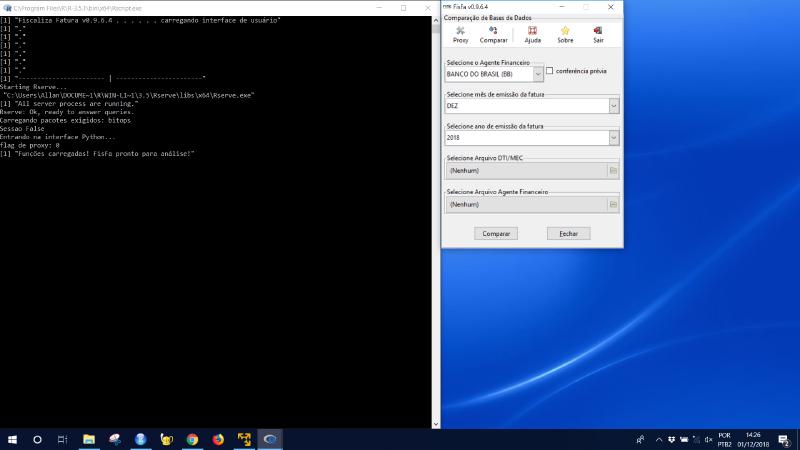 C:\Program Files\R\R-3.5.1\bin\x64\Rscript.exe
[1] "Fiscaliza Fatura v0.9.6.4 . . . . . . carregando interface de usuário"
[1] "."
[1] "."
[1] "."
[1] "."
[1] "."
[1] "----------------------- | -----------------------"
Starting Rserve...
"C:\Users\Allan\DOCUME~1\R\WIN-LI~1\3.5\Rserve\libs\x64\Rserve.exe"
[1] "All server process are running."
Rserve: Ok, ready to answer queries.
Carregando pacotes exigidos: bitops
Sessao False
Entrando na interface Python...
flag de proxy: 0
[1] "Funcões carregadas! FisFa pronto para análise!"
FisFa v0.9.6.4
Comparação de Bases de Dados
Proxy Comparar Ajuda Sobre Sair
Selecione o Agente Financeiro
BANCO DO BRASIL (BB) conferência prévia
Selecione mês de emissão da fatura
DEZ
Selecione ano de emissão da fatura
2018
Selecione Arquivo DTI/MEC
(Nenhum)
Selecione Arquivo Agente Financeiro
(Nenhum)
Comparar Fechar
POR
PTB2
14:26
01/12/2018
2